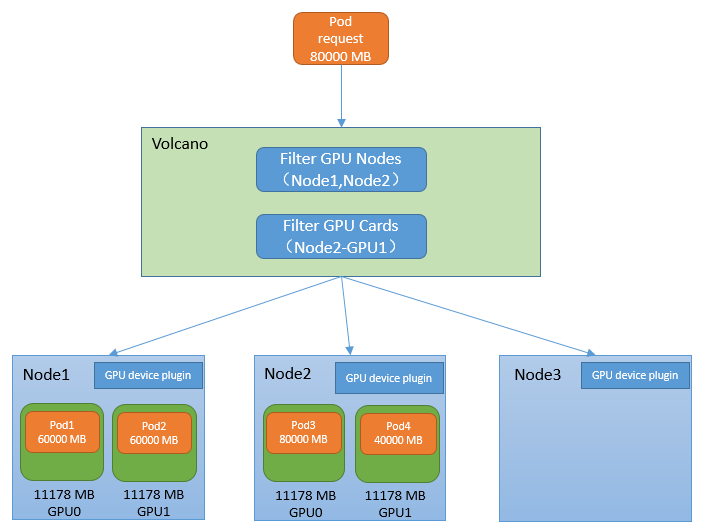 Pod
request
80000 MB
Volcano
Filter GPU Nodes
（Node1,Node2）
Filter GPU Cards
（Node2-GPU1）
Node1
GPU device plugin
Pod1
60000 MB
Pod2
60000 MB
11178 MB
GPU0
11178 MB
GPU1
Node2
GPU device plugin
Pod3
80000 MB
Pod4
40000 MB
11178 MB
GPU0
11178 MB
GPU1
Node3
GPU device plugin